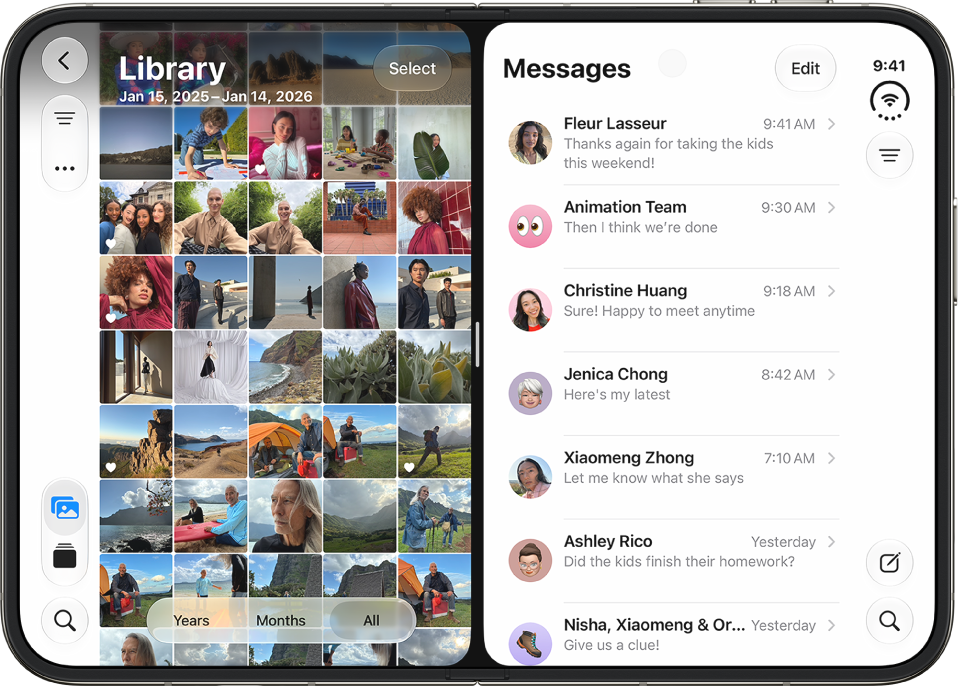 Library
Select
Jan 15, 2025–Jan 14, 2026
Years
Months
All
Messages
Edit
9:41
Fleur Lasseur
9:41 AM
Thanks again for taking the kids
this weekend!
Animation Team
9:30 AM
Then I think we're done
Christine Huang
9:18 AM
Sure! Happy to meet anytime
Jenica Chong
8:42 AM
Here's my latest
Xiaomeng Zhong
7:10 AM
Let me know what she says
Ashley Rico
Yesterday
Did the kids finish their homework?
Nisha, Xiaomeng & Or...
Yesterday
Give us a clue!